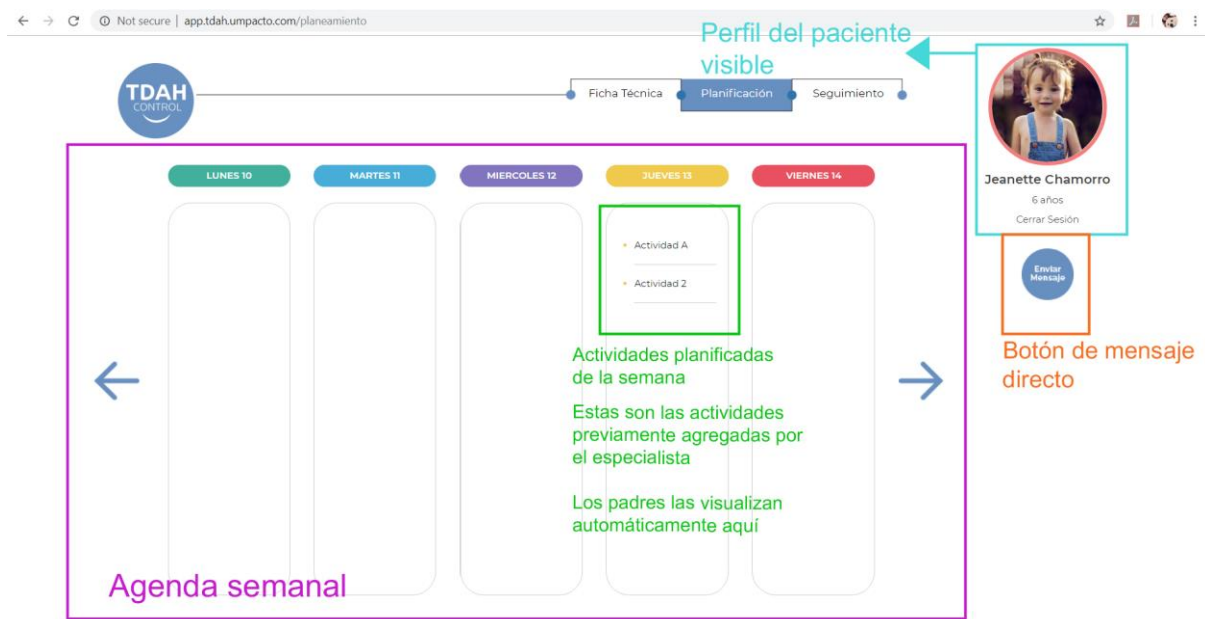 Not secure | app.tdah.umpacto.com/planeamiento
Perfil del paciente
visible
TDAH
CONTROL
Ficha Técnica
Planificación
Seguimiento
Jeanette Chamorro
6 años
Cerrar Sesión
Enviar
Mensaje
Botón de mensaje
directo
LUNES 10
MARTES 11
MIERCOLES 12
JUEVES 13
VIERNES 14
Actividad A
Actividad 2
Actividades planificadas
de la semana
Estas son las actividades
previamente agregadas por
el especialista
Los padres las visualizan
automáticamente aquí
Agenda semanal